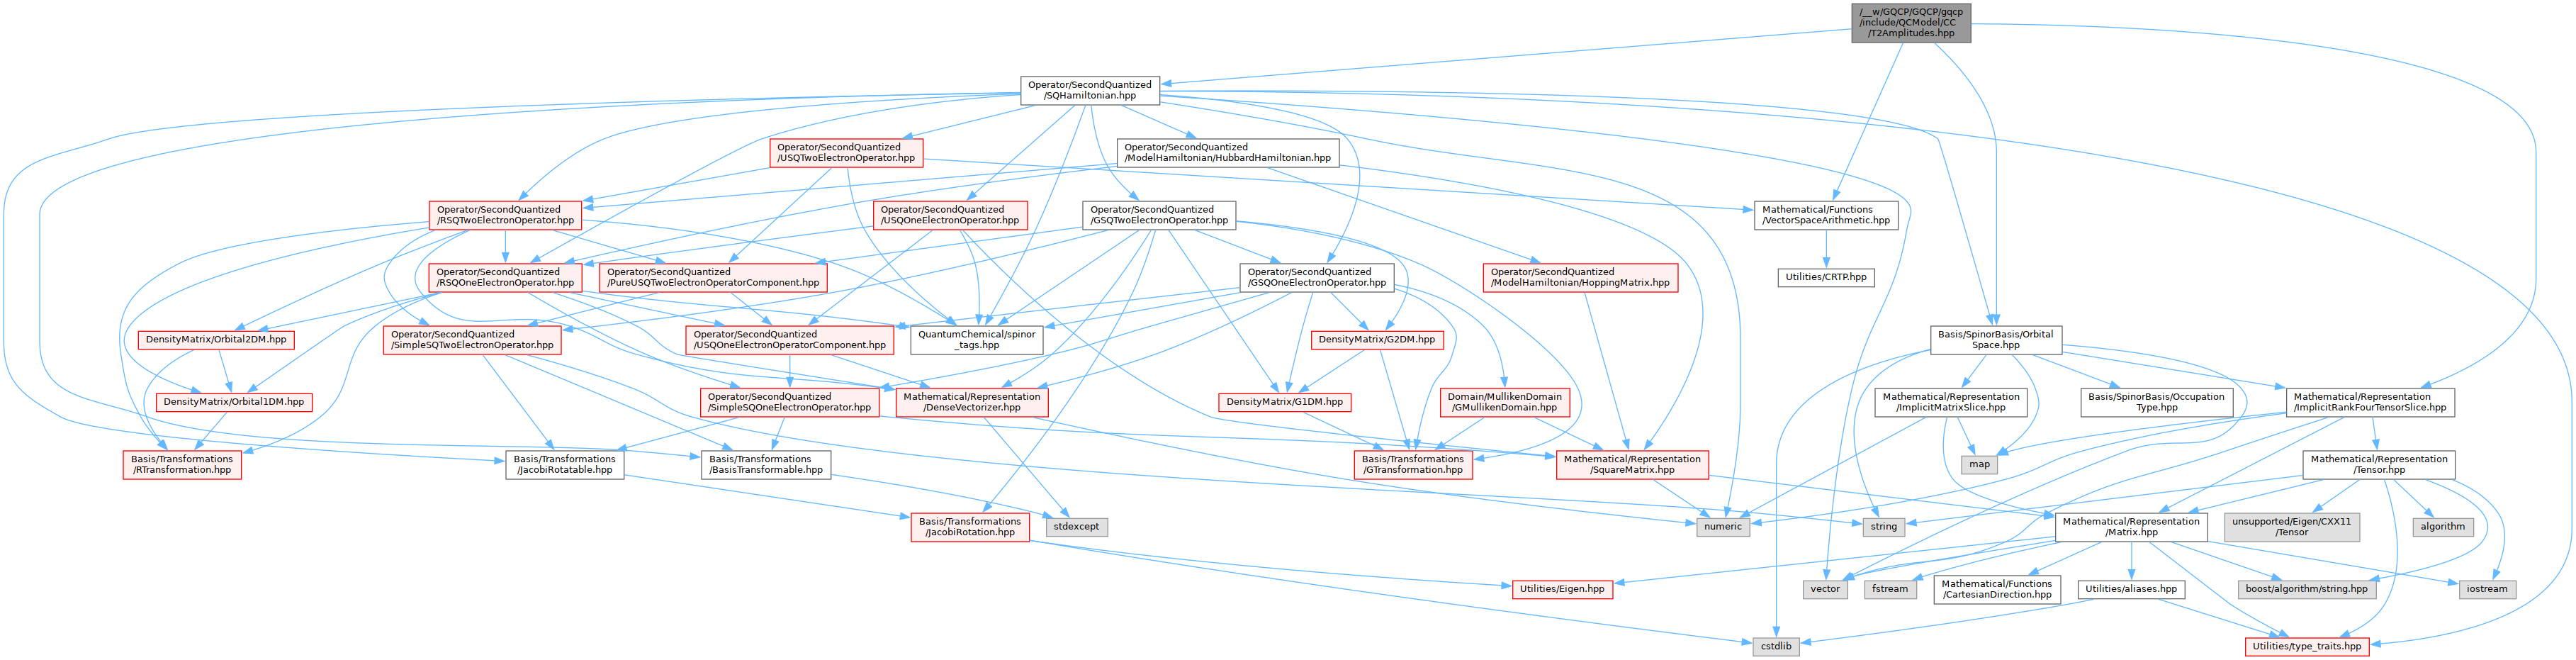 /__w/GQCP/GQCP/gqcp
/include/QCModel/CC
/T2Amplitudes.hpp
Operator/SecondQuantized
/SQHamiltonian.hpp
Operator/SecondQuantized
/USQTwoElectronOperator.hpp
Operator/SecondQuantized
/ModelHamiltonian/HubbardHamiltonian.hpp
Operator/SecondQuantized
/RSQTwoElectronOperator.hpp
Operator/SecondQuantized
/USQOneElectronOperator.hpp
Operator/SecondQuantized
/GSQTwoElectronOperator.hpp
Mathematical/Functions
/VectorSpaceArithmetic.hpp
Operator/SecondQuantized
/RSQOneElectronOperator.hpp
Operator/SecondQuantized
/PureUSQTwoElectronOperatorComponent.hpp
Operator/SecondQuantized
/GSQOneElectronOperator.hpp
Operator/SecondQuantized
/ModelHamiltonian/HoppingMatrix.hpp
Utilities/CRTP.hpp
DensityMatrix/Orbital2DM.hpp
Operator/SecondQuantized
/SimpleSQTwoElectronOperator.hpp
Operator/SecondQuantized
/USQOneElectronOperatorComponent.hpp
QuantumChemical/spinor
_tags.hpp
DensityMatrix/G2DM.hpp
Basis/SpinorBasis/Orbital
Space.hpp
DensityMatrix/Orbital1DM.hpp
Operator/SecondQuantized
/SimpleSQOneElectronOperator.hpp
Mathematical/Representation
/DenseVectorizer.hpp
DensityMatrix/G1DM.hpp
Domain/MullikenDomain
/GMullikenDomain.hpp
Mathematical/Representation
/ImplicitMatrixSlice.hpp
Basis/SpinorBasis/Occupation
Type.hpp
Mathematical/Representation
/ImplicitRankFourTensorSlice.hpp
Basis/Transformations
/RTransformation.hpp
Basis/Transformations
/JacobiRotatable.hpp
Basis/Transformations
/BasisTransformable.hpp
Basis/Transformations
/GTransformation.hpp
Mathematical/Representation
/SquareMatrix.hpp
map
Mathematical/Representation
/Tensor.hpp
Basis/Transformations
/JacobiRotation.hpp
stdexcept
numeric
string
Mathematical/Representation
/Matrix.hpp
unsupported/Eigen/CXX11
/Tensor
algorithm
Utilities/Eigen.hpp
vector
fstream
Mathematical/Functions
/CartesianDirection.hpp
Utilities/aliases.hpp
boost/algorithm/string.hpp
iostream
cstdlib
Utilities/type_traits.hpp